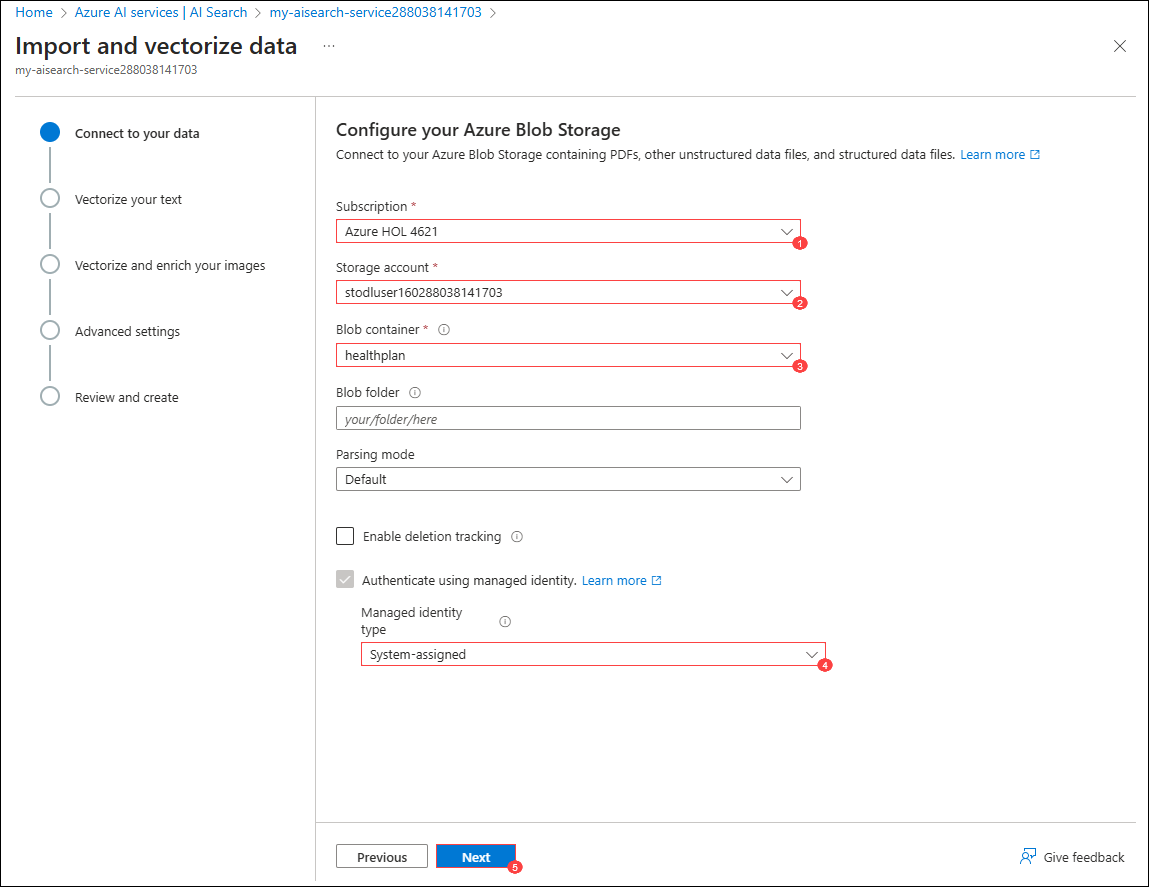 Home > Azure AI services | AI Search > my-aisearch-service288038141703 >
Import and vectorize data ...
my-aisearch-service288038141703
Connect to your data
Vectorize your text
Vectorize and enrich your images
Advanced settings
Review and create
Configure your Azure Blob Storage
Connect to your Azure Blob Storage containing PDFs, other unstructured data files, and structured data files. Learn more
Subscription *
Azure HOL 4621
1
Storage account *
stodluser160288038141703
2
Blob container *
healthplan
3
Blob folder
your/folder/here
Parsing mode
Default
Enable deletion tracking
Authenticate using managed identity. Learn more
Managed identity
type
System-assigned
4
Previous
Next
5
Give feedback